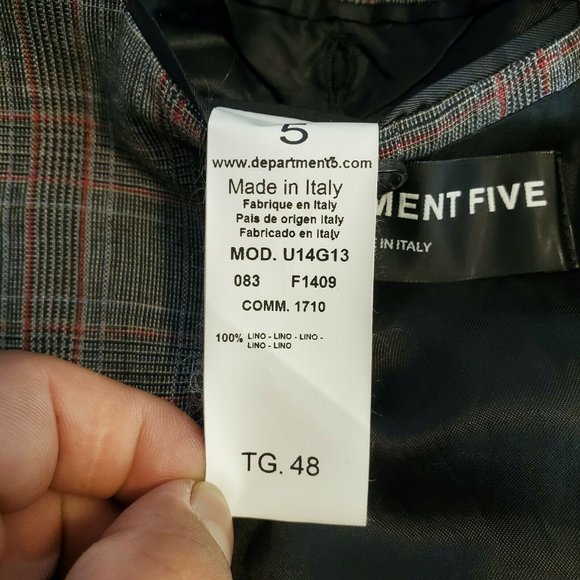 5
www.department5.com
Made in Italy
Fabrique en Italy
Pais de origen Italy
Fabricado en Italy
MOD. U14G13
083 F1409
COMM. 1710
100% LINO - LINO - LINO -
LINO - LINO
TG. 48
MENT FIVE
IN ITALY